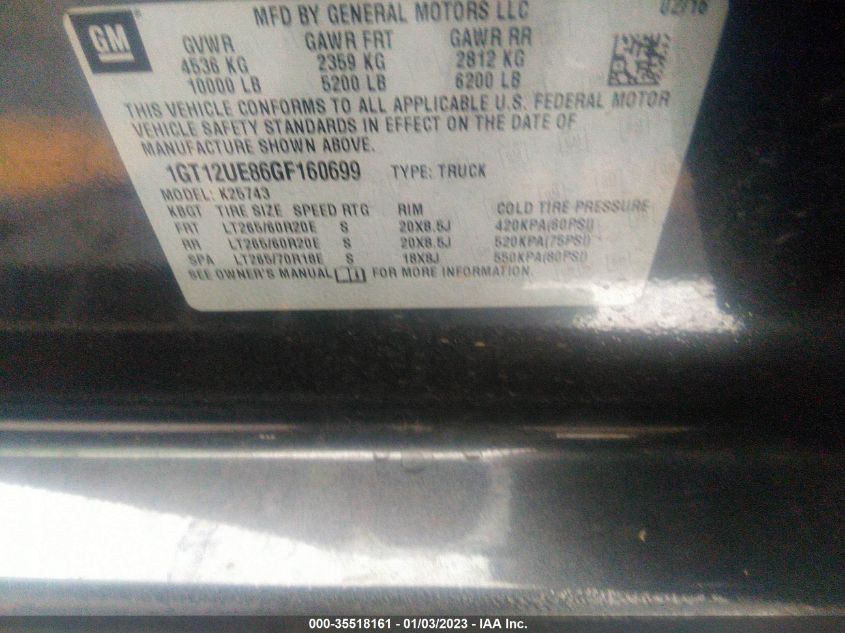 GM
MFD BY GENERAL MOTORS LLC 02/16
GVWR GAWR FRT GAWR RR
4536 KG 2359 KG 2812 KG
10000 LB 5200 LB 6200 LB
THIS VEHICLE CONFORMS TO ALL APPLICABLE U.S. FEDERAL MOTOR
VEHICLE SAFETY STANDARDS IN EFFECT ON THE DATE OF
MANUFACTURE SHOWN ABOVE.
1GT12UE86GF160699 TYPE: TRUCK
MODEL: K25743
KBGT TIRE SIZE SPEED RTG RIM COLD TIRE PRESSURE
FRT LT265/60R20E S 20X8.5J 420KPA(60PSI)
RR LT265/60R20E S 20X8.5J 520KPA(75PSI)
SPA LT265/70R18E S 18X8J 550KPA(80PSI)
SEE OWNER'S MANUAL FOR MORE INFORMATION.
000-35518161 - 01/03/2023 - IAA Inc.